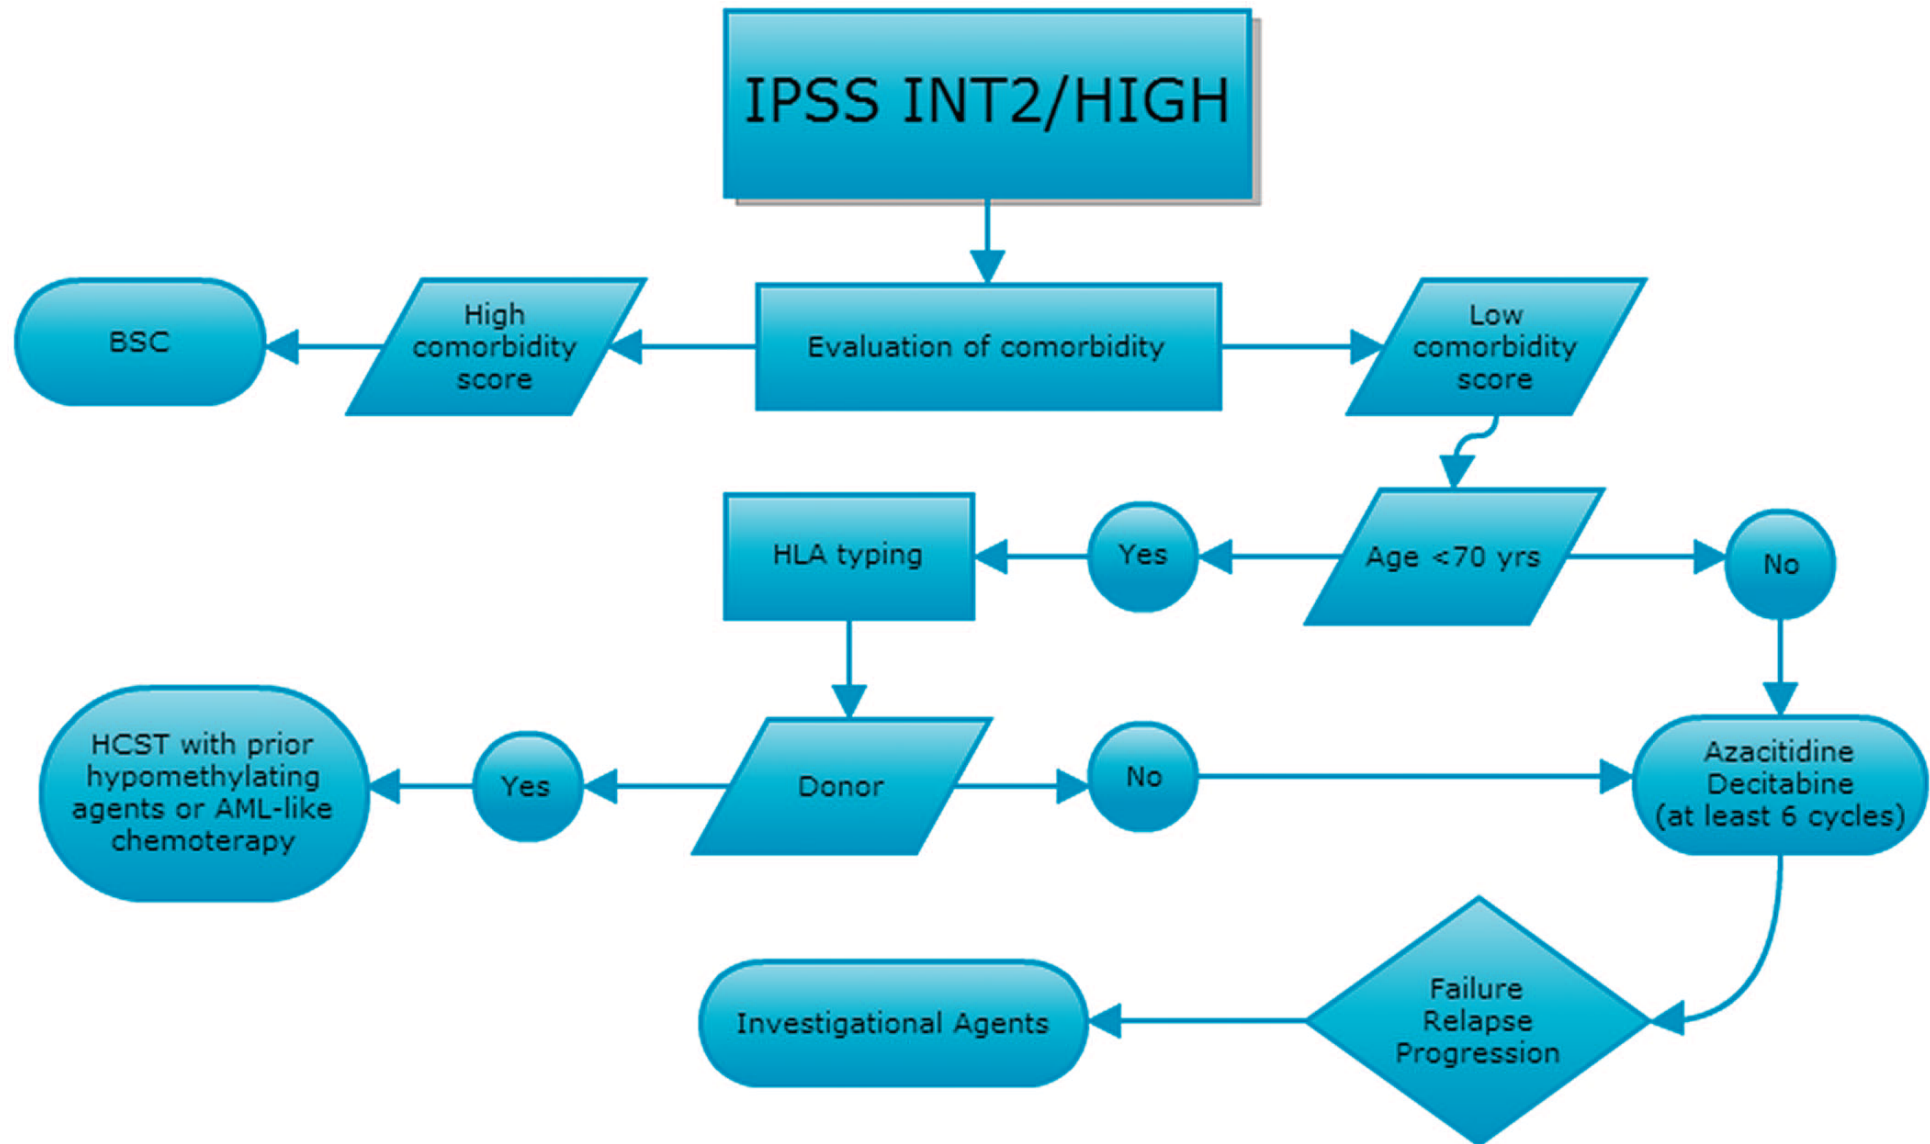 IPSS INT2/HIGH
BSC
High
comorbidity
score
Evaluation of comorbidity
Low
comorbidity
score
HLA typing
Yes
Age <70 yrs
No
HCST with prior
hypomethylating
agents or AML-like
chemoterapy
Yes
Donor
No
Azacitidine
Decitabine
(at least 6 cycles)
Investigational Agents
Failure
Relapse
Progression